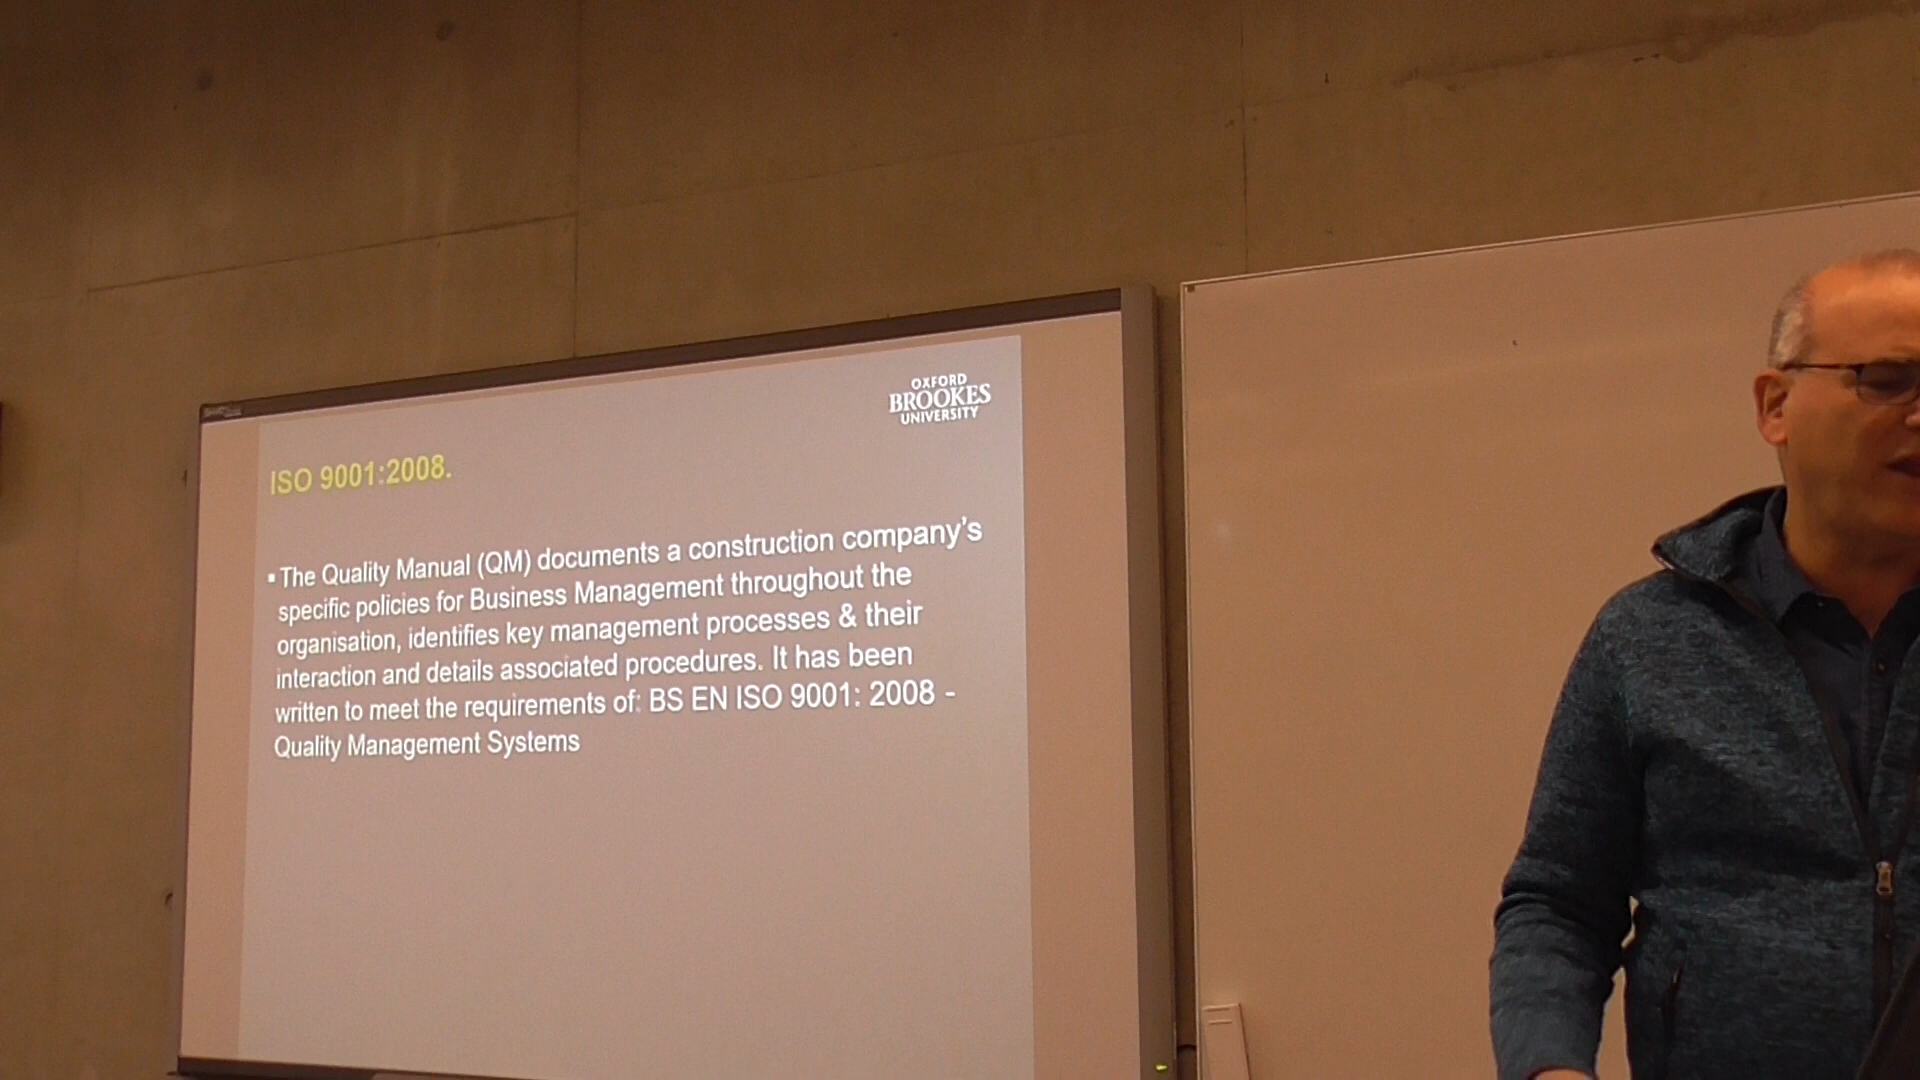 OXFORD
BROOKES
UNIVERSITY
ISO 9001:2008.
▪ The Quality Manual (QM) documents a construction company’s
specific policies for Business Management throughout the
organisation, identifies key management processes & their
interaction and details associated procedures. It has been
written to meet the requirements of: BS EN ISO 9001: 2008 -
Quality Management Systems